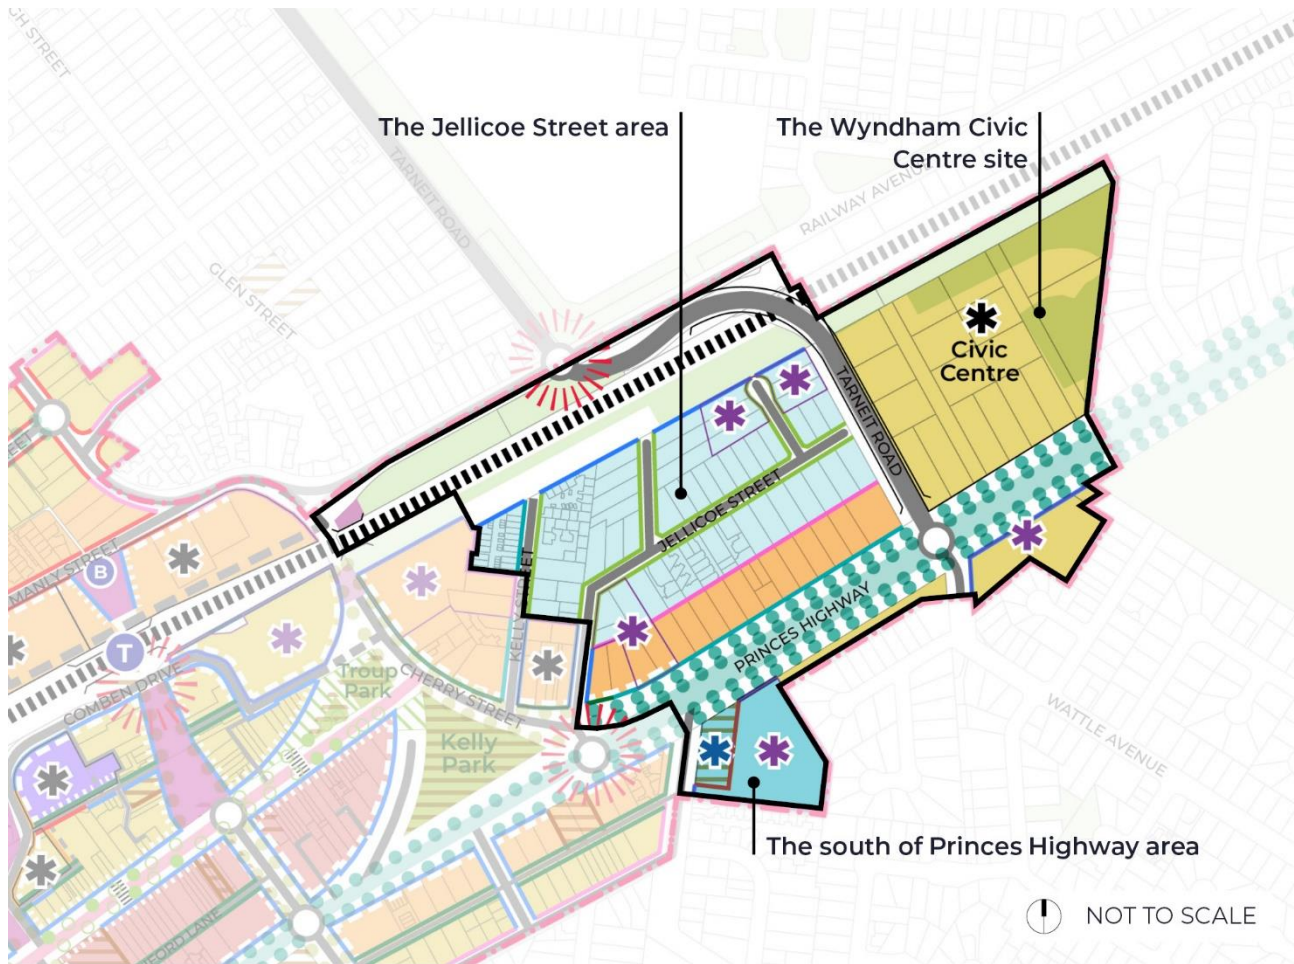 GH STREET
The Jellicoe Street area
The Wyndham Civic
Centre site
TARNEIT ROAD
RAILWAY AVENUE
GLEN STREET
Civic
Centre
TARNEIT ROAD
JELLICOE STREET
MANLY STREET
B
T
KELLY STREET
PRINCES HIGHWAY
Troup
Park
CHERRY STREET
COMBEN DRIVE
Kelly
Park
WATTLE AVENUE
The south of Princes Highway area
NOT TO SCALE